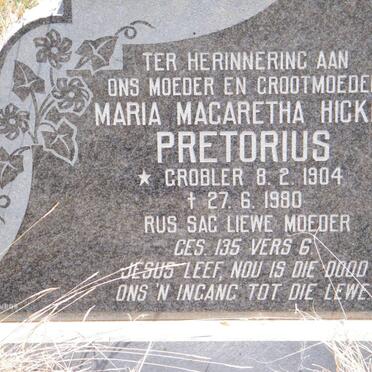 TER HERINNERING AAN
ONS MOEDER EN GROOTMOEDE
MARIA MAGARETHA HICK
PRETORIUS
★ GROBLER 8. 2. 1904
✝ 27. 6. 1980
RUS SAG LIEWE MOEDER
GES. 135 VERS 6
JESUS LEEF, NOU IS DIE DOOD
ONS 'N INGANG TOT DIE LEWE